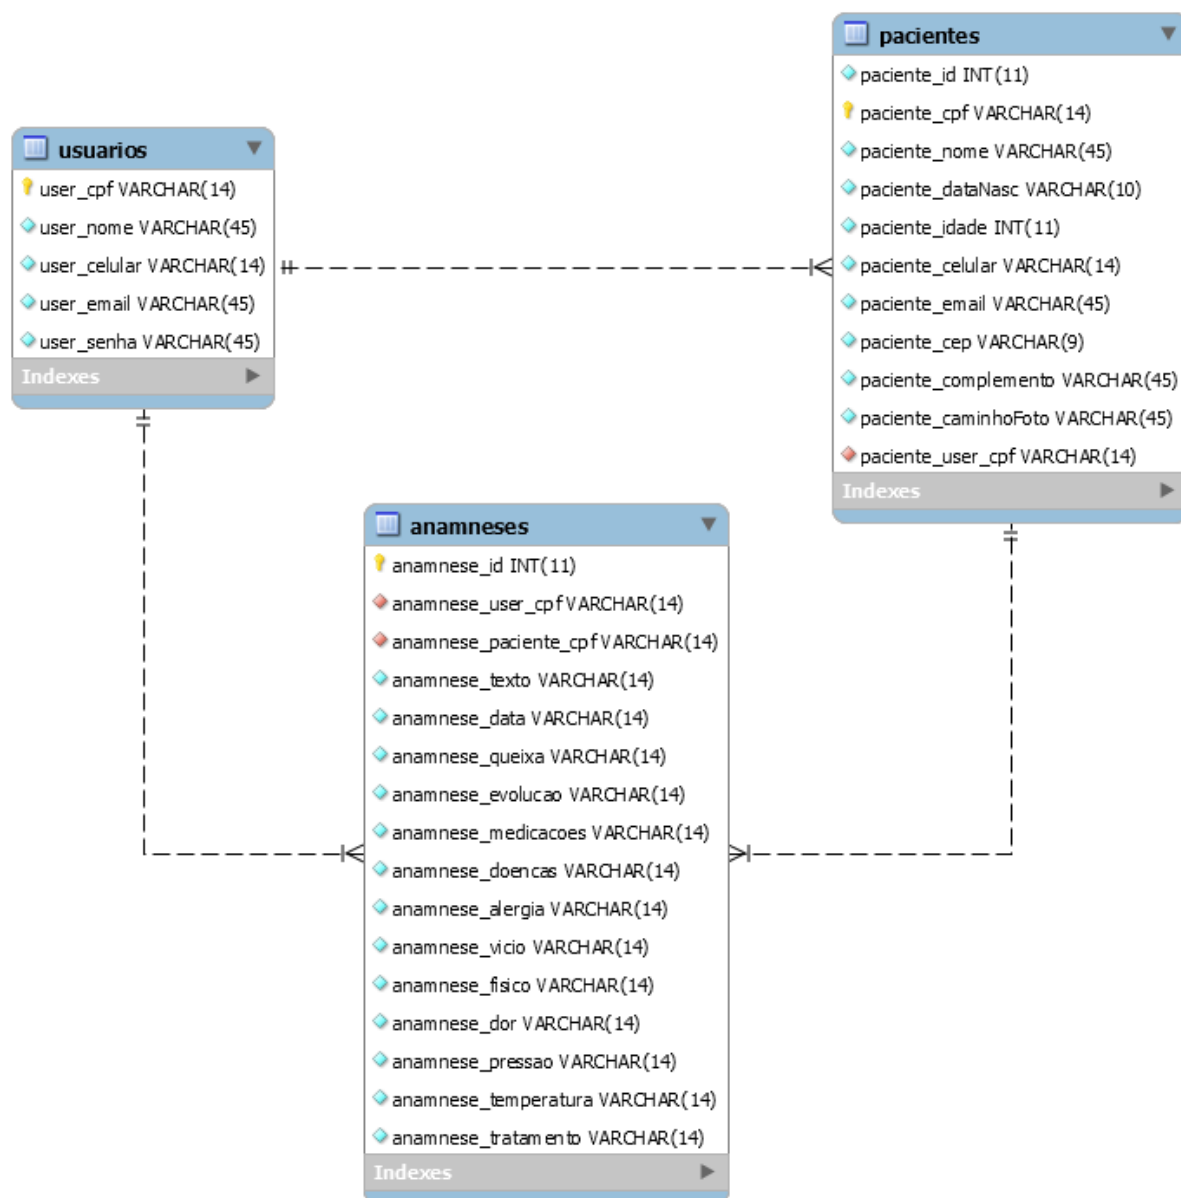 usuarios
user_cpf VARCHAR(14)
user_nome VARCHAR(45)
user_celular VARCHAR(14)
user_email VARCHAR(45)
user_senha VARCHAR(45)
Indexes
pacientes
paciente_id INT(11)
paciente_cpf VARCHAR(14)
paciente_nome VARCHAR(45)
paciente_dataNasc VARCHAR(10)
paciente_idade INT(11)
paciente_celular VARCHAR(14)
paciente_email VARCHAR(45)
paciente_cep VARCHAR(9)
paciente_complemento VARCHAR(45)
paciente_caminhoFoto VARCHAR(45)
paciente_user_cpf VARCHAR(14)
Indexes
anamneses
anamnese_id INT(11)
anamnese_user_cpf VARCHAR(14)
anamnese_paciente_cpf VARCHAR(14)
anamnese_texto VARCHAR(14)
anamnese_data VARCHAR(14)
anamnese_queixa VARCHAR(14)
anamnese_evolucao VARCHAR(14)
anamnese_medicacoes VARCHAR(14)
anamnese_doencas VARCHAR(14)
anamnese_alergia VARCHAR(14)
anamnese_vicio VARCHAR(14)
anamnese_fisico VARCHAR(14)
anamnese_dor VARCHAR(14)
anamnese_pressao VARCHAR(14)
anamnese_temperatura VARCHAR(14)
anamnese_tratamento VARCHAR(14)
Indexes